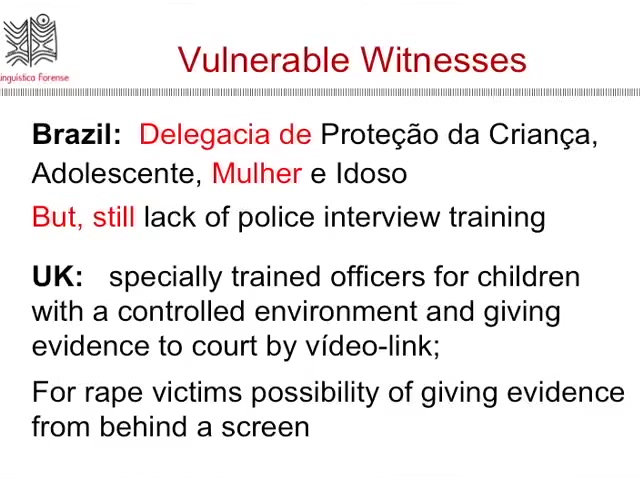 Linguística Forense
Vulnerable Witnesses
Brazil: Delegacia de Proteção da Criança,
Adolescente, Mulher e Idoso
But, still lack of police interview training
UK: specially trained officers for children
with a controlled environment and giving
evidence to court by vídeo-link;
For rape victims possibility of giving evidence
from behind a screen